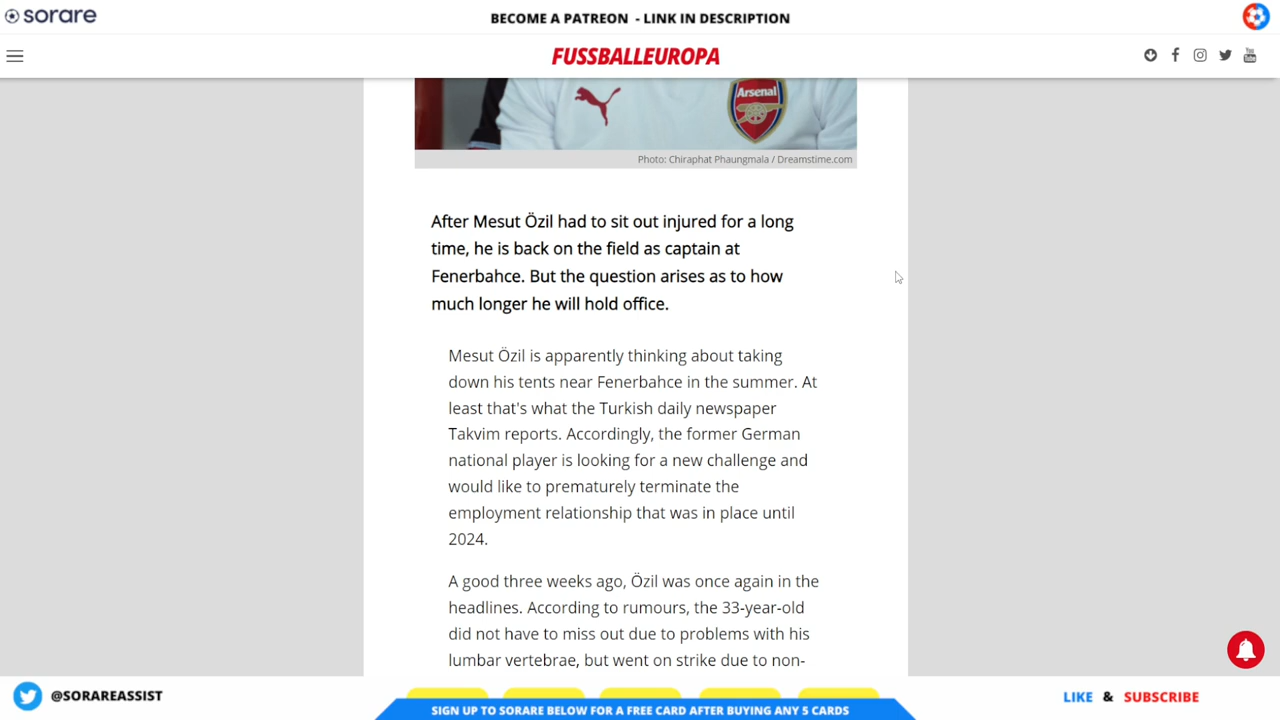 sorare
BECOME A PATREON - LINK IN DESCRIPTION
FUSSBALLEUROPA
You
Tube
Arsenal
Photo: Chiraphat Phaungmala / Dreamstime.com
After Mesut Özil had to sit out injured for a long
time, he is back on the field as captain at
Fenerbahce. But the question arises as to how
much longer he will hold office.
Mesut Özil is apparently thinking about taking
down his tents near Fenerbahce in the summer. At
least that's what the Turkish daily newspaper
Takvim reports. Accordingly, the former German
national player is looking for a new challenge and
would like to prematurely terminate the
employment relationship that was in place until
2024.
A good three weeks ago, Özil was once again in the
headlines. According to rumours, the 33-year-old
did not have to miss out due to problems with his
lumbar vertebrae, but went on strike due to non-
@SORAREASSIST
LIKE & SUBSCRIBE
SIGN UP TO SORARE BELOW FOR A FREE CARD AFTER BUYING ANY 5 CARDS